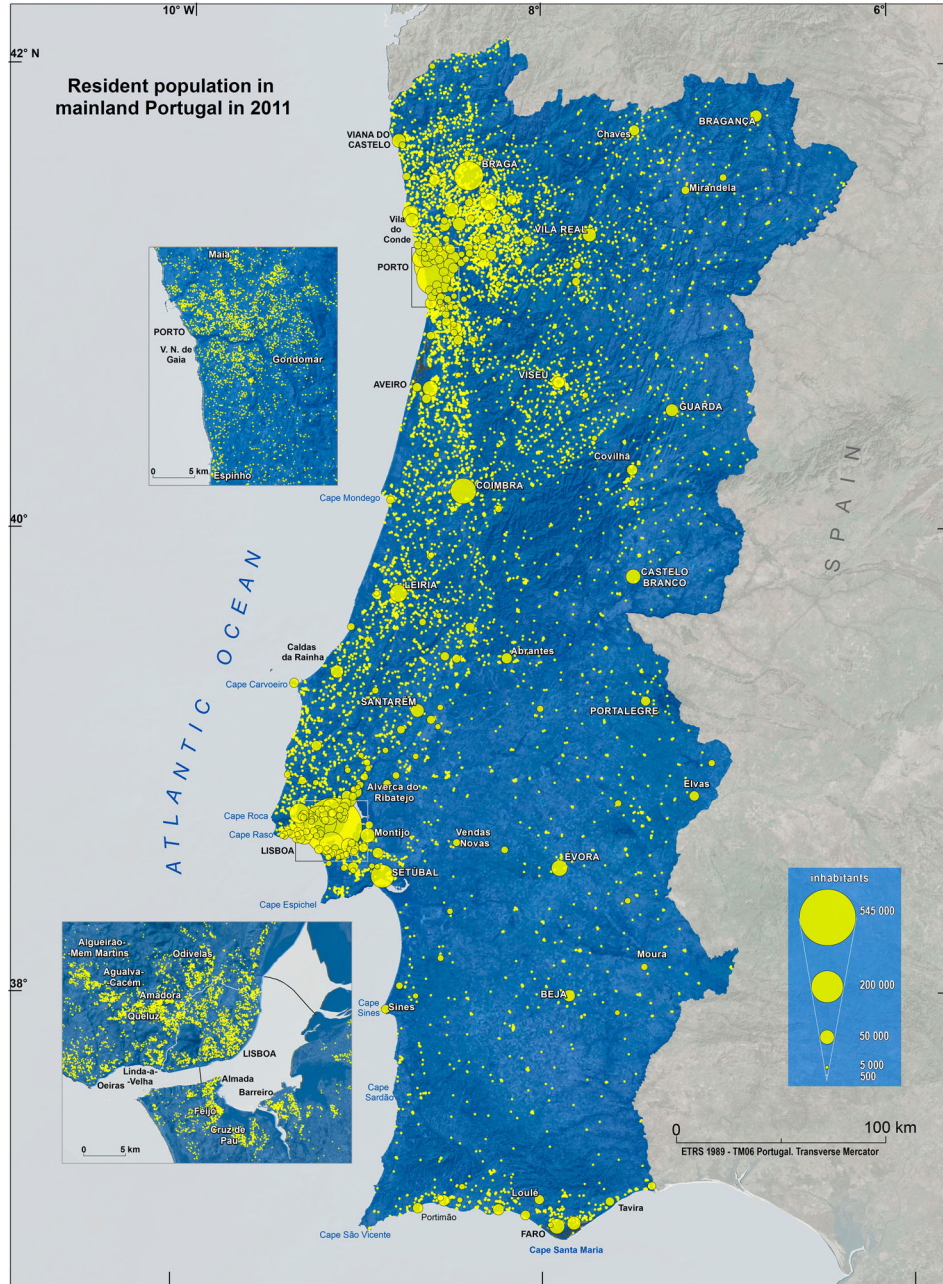 10° W
8°
6°
42° N
Resident population in
mainland Portugal in 2011
VIANA DO
CASTELO
BRAGA
Chaves
BRAGANÇA
Mirandela
Vila
do
Conde
VILA REAL
PORTO
Maia
PORTO
V. N. de
Gaia
Gondomar
0 5 km
Espinho
AVEIRO
VISEU
GUARDA
Covilhã
Cape Mondego
COIMBRA
40°
SPAIN
CASTELO
BRANCO
LEIRIA
ATLANTIC OCEAN
Caldas
da Rainha
Abrantes
Cape Carvoeiro
SANTARÉM
PORTALEGRE
Elvas
Alverca do
Ribatejo
Cape Roca
Cape Raso
Montijo
Vendas
Novas
LISBOA
ÉVORA
SETÚBAL
Cape Espichel
inhabitants
545 000
200 000
50 000
5 000
500
Algueirão-
Mem Martins
Odivelas
Agualva-
Cacém
Amadora
Queluz
LISBOA
Linda-a-
-Velha
Oeiras
Almada
Barreiro
Feijó
Cruz de
Pau
0 5 km
Moura
38°
BEJA
Cape
Sines
Sines
Cape
Sardão
0 100 km
ETRS 1989 - TM06 Portugal. Transverse Mercator
Loulé
Portimão
Tavira
FARO
Cape São Vicente
Cape Santa Maria